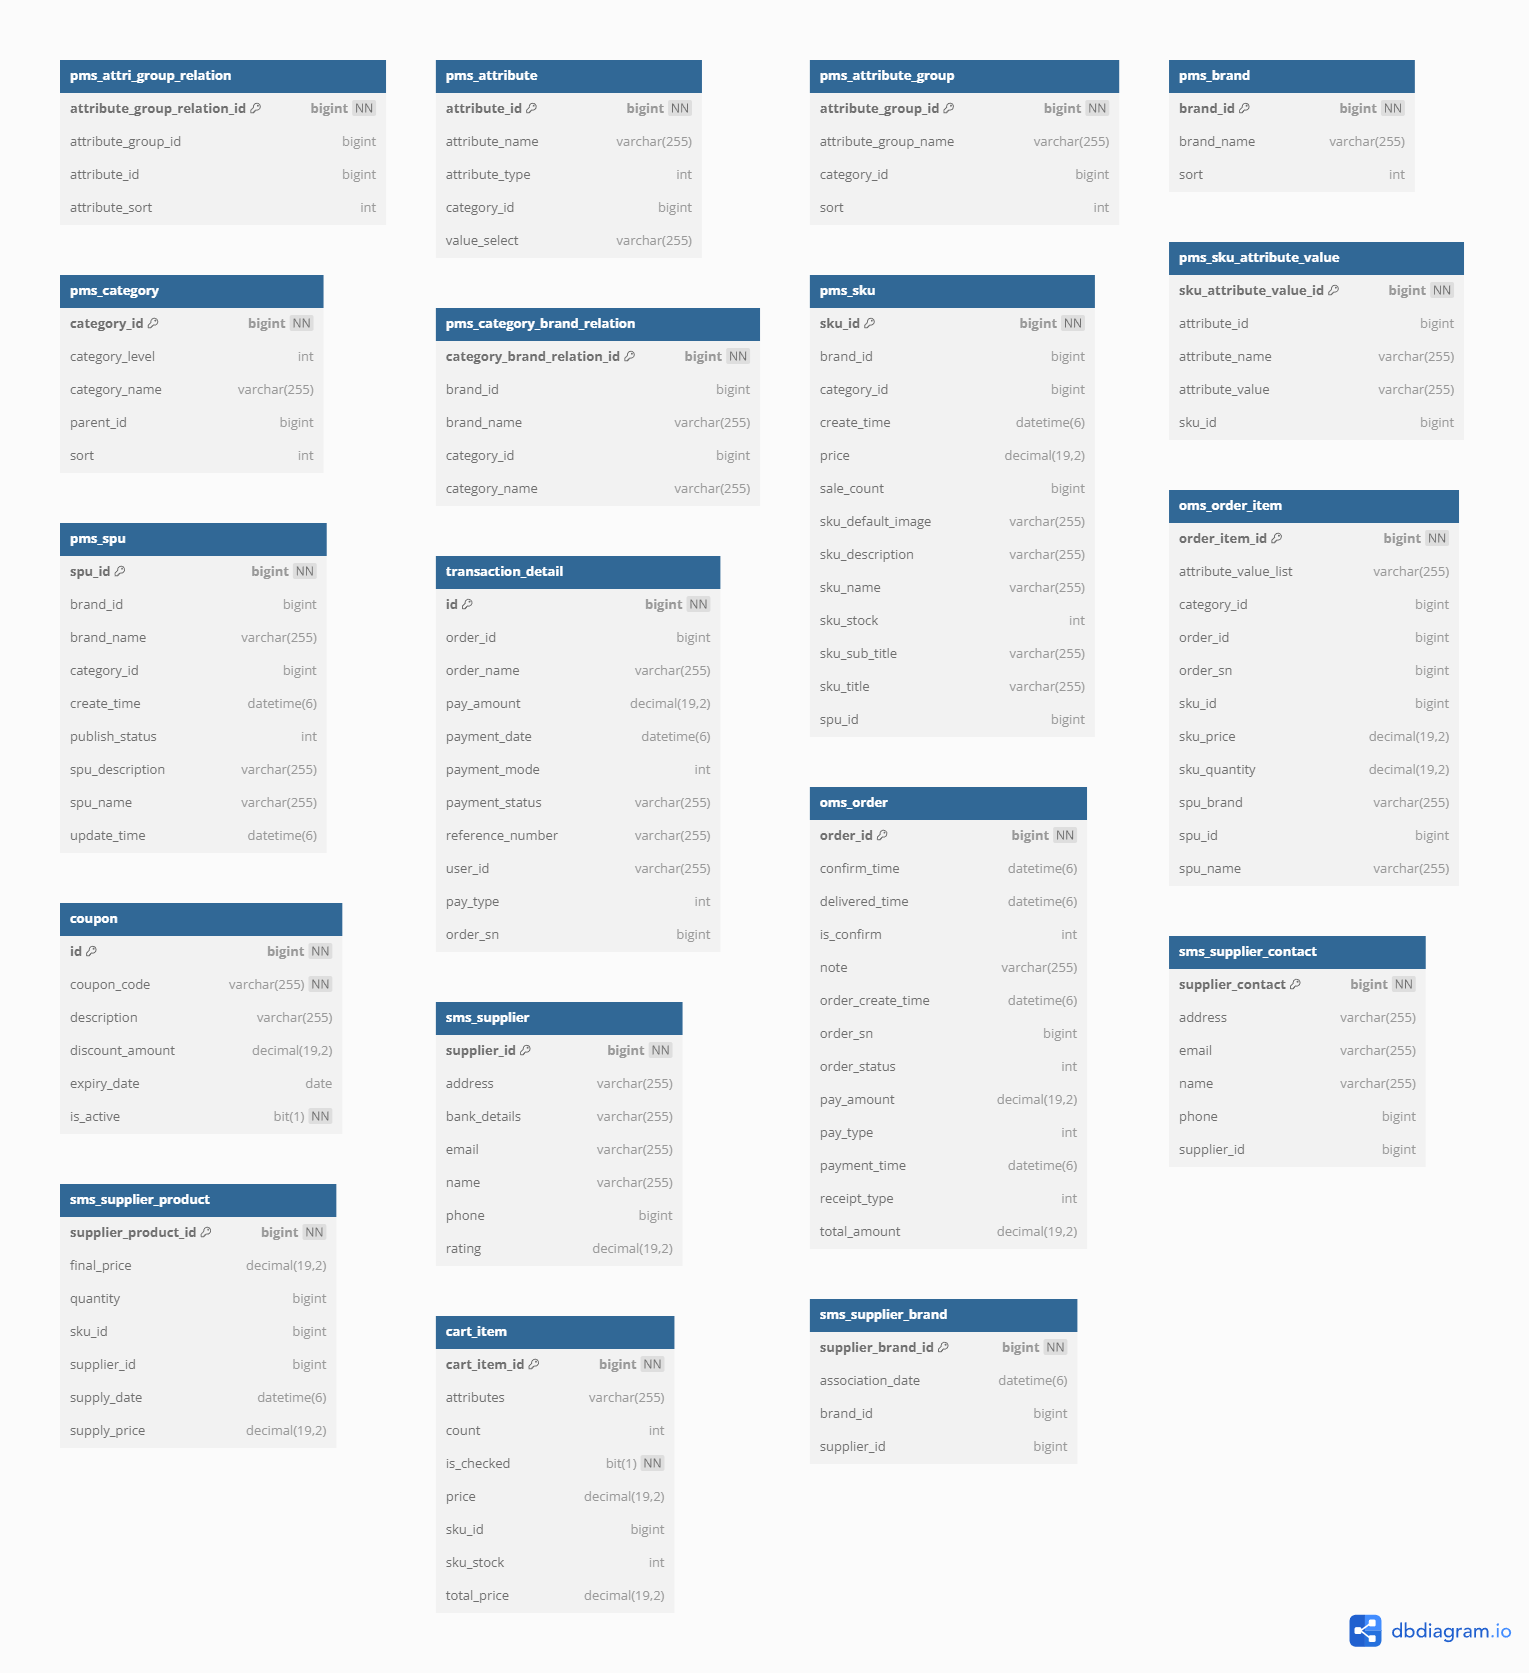 pms_attri_group_relation
attribute_group_relation_id bigint NN
attribute_group_id bigint
attribute_id bigint
attribute_sort int
pms_category
category_id bigint NN
category_level int
category_name varchar(255)
parent_id bigint
sort int
pms_spu
spu_id bigint NN
brand_id bigint
brand_name varchar(255)
category_id bigint
create_time datetime(6)
publish_status int
spu_description varchar(255)
spu_name varchar(255)
update_time datetime(6)
coupon
id bigint NN
coupon_code varchar(255) NN
description varchar(255)
discount_amount decimal(19,2)
expiry_date date
is_active bit(1) NN
sms_supplier_product
supplier_product_id bigint NN
final_price decimal(19,2)
quantity bigint
sku_id bigint
supplier_id bigint
supply_date datetime(6)
supply_price decimal(19,2)
pms_attribute
attribute_id bigint NN
attribute_name varchar(255)
attribute_type int
category_id bigint
value_select varchar(255)
pms_category_brand_relation
category_brand_relation_id bigint NN
brand_id bigint
brand_name varchar(255)
category_id bigint
category_name varchar(255)
transaction_detail
id bigint NN
order_id bigint
order_name varchar(255)
pay_amount decimal(19,2)
payment_date datetime(6)
payment_mode int
payment_status varchar(255)
reference_number varchar(255)
user_id varchar(255)
pay_type int
order_sn bigint
sms_supplier
supplier_id bigint NN
address varchar(255)
bank_details varchar(255)
email varchar(255)
name varchar(255)
phone bigint
rating decimal(19,2)
cart_item
cart_item_id bigint NN
attributes varchar(255)
count int
is_checked bit(1) NN
price decimal(19,2)
sku_id bigint
sku_stock int
total_price decimal(19,2)
pms_attribute_group
attribute_group_id bigint NN
attribute_group_name varchar(255)
category_id bigint
sort int
pms_sku
sku_id bigint NN
brand_id bigint
category_id bigint
create_time datetime(6)
price decimal(19,2)
sale_count bigint
sku_default_image varchar(255)
sku_description varchar(255)
sku_name varchar(255)
sku_stock int
sku_sub_title varchar(255)
sku_title varchar(255)
spu_id bigint
oms_order
order_id bigint NN
confirm_time datetime(6)
delivered_time datetime(6)
is_confirm int
note varchar(255)
order_create_time datetime(6)
order_sn bigint
order_status int
pay_amount decimal(19,2)
pay_type int
payment_time datetime(6)
receipt_type int
total_amount decimal(19,2)
sms_supplier_brand
supplier_brand_id bigint NN
association_date datetime(6)
brand_id bigint
supplier_id bigint
pms_brand
brand_id bigint NN
brand_name varchar(255)
sort int
pms_sku_attribute_value
sku_attribute_value_id bigint NN
attribute_id bigint
attribute_name varchar(255)
attribute_value varchar(255)
sku_id bigint
oms_order_item
order_item_id bigint NN
attribute_value_list varchar(255)
category_id bigint
order_id bigint
order_sn bigint
sku_id bigint
sku_price decimal(19,2)
sku_quantity decimal(19,2)
spu_brand varchar(255)
spu_id bigint
spu_name varchar(255)
sms_supplier_contact
supplier_contact bigint NN
address varchar(255)
email varchar(255)
name varchar(255)
phone bigint
supplier_id bigint
dbdiagram.io